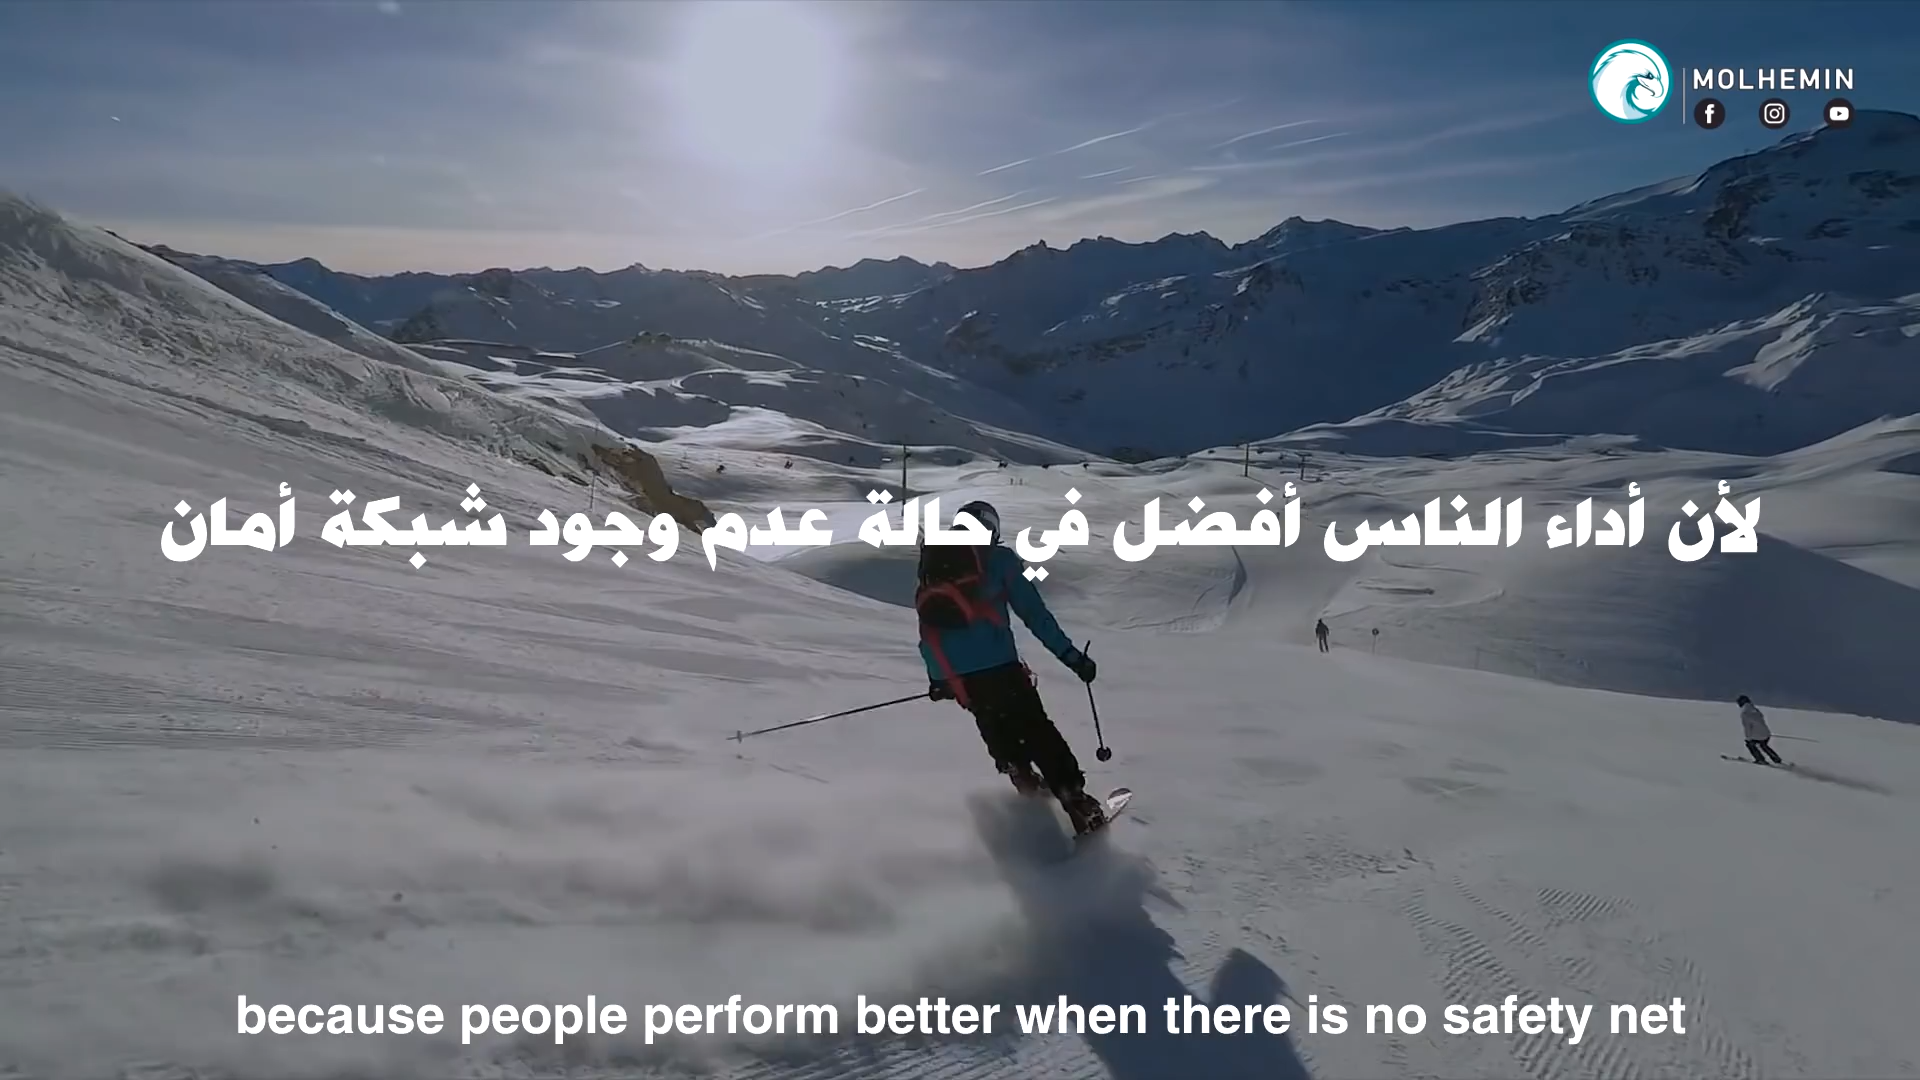 MOLHEMIN
لأن أداء الناس أفضل في حالة عدم وجود شبكة أمان
because people perform better when there is no safety net